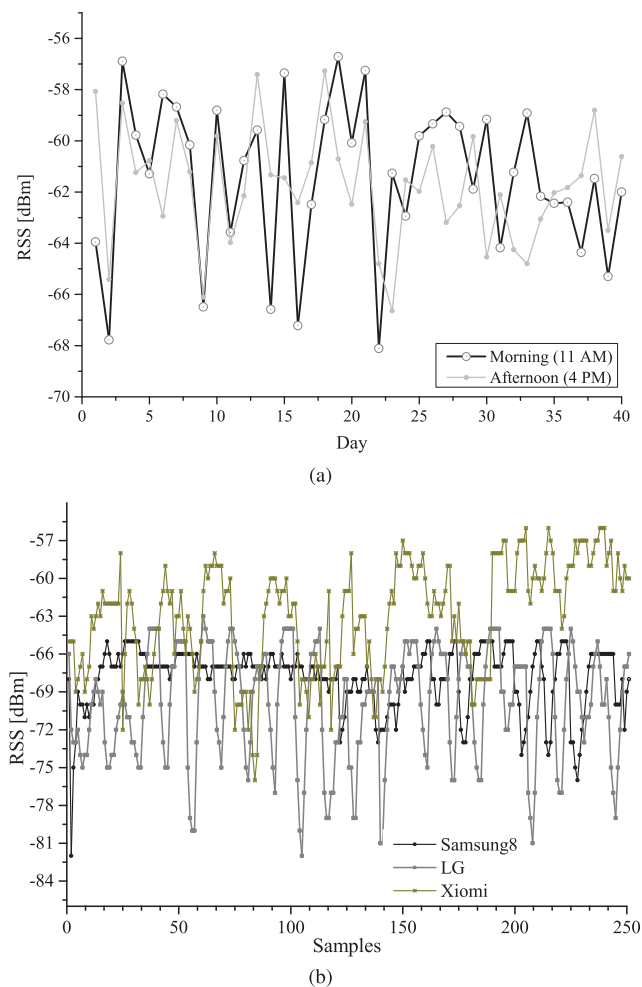 -56
-58
-60
-62
-64
-66
-68
-70
RSS [dBm]
Morning (11 AM)
Afternoon (4 PM)
0 5 10 15 20 25 30 35 40
Day
(a)
-57
-60
-63
-66
-69
-72
-75
-78
-81
-84
RSS [dBm]
Samsung8
LG
Xiomi
0 50 100 150 200 250
Samples
(b)